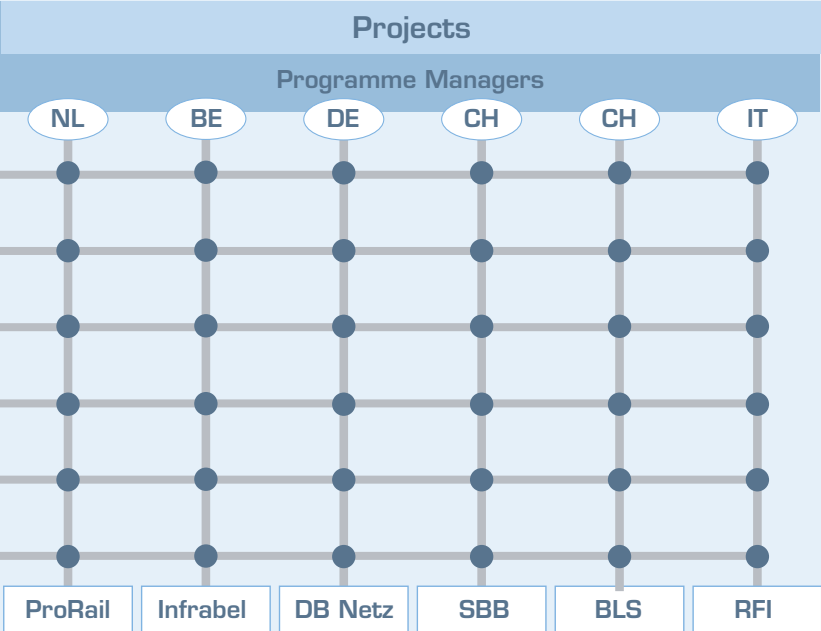 Projects
Programme Managers
NL BE DE CH CH IT
ProRail Infrabel DB Netz SBB BLS RFI